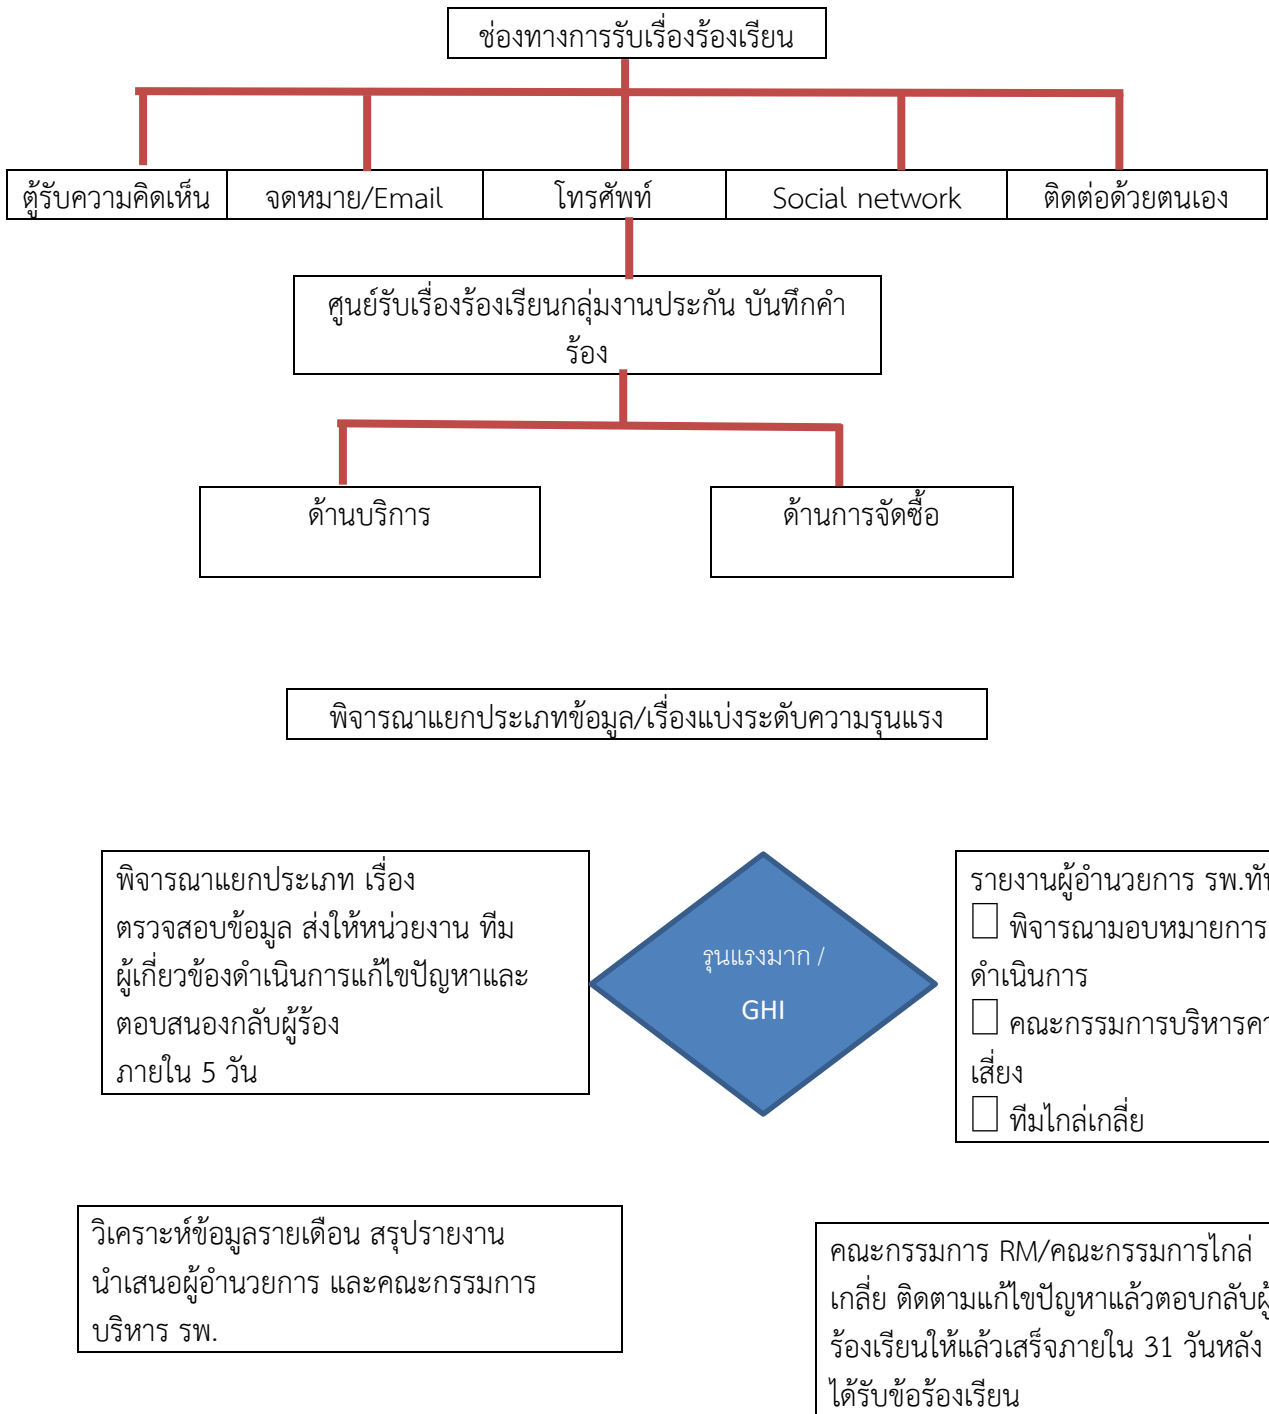 ช่องทางการรับเรื่องร้องเรียน
ตู้รับความคิดเห็น
จดหมาย/Email
โทรศัพท์
Social network
ติดต่อด้วยตนเอง
ศูนย์รับเรื่องร้องเรียนกลุ่มงานประกัน บันทึกคำ
ร้อง
ด้านบริการ
ด้านการจัดซื้อ
พิจารณาแยกประเภทข้อมูล/เรื่องแบ่งระดับความรุนแรง
พิจารณาแยกประเภท เรื่อง
ตรวจสอบข้อมูล ส่งให้หน่วยงาน ทีม
ผู้เกี่ยวข้องดำเนินการแก้ไขปัญหาและ
ตอบสนองกลับผู้ร้อง
ภายใน 5 วัน
รุนแรงมาก /
GHI
รายงานผู้อำนวยการ
☐ พิจารณามอบหมายการ
ดำเนินการ
☐ คณะกรรมการบริหาร
เสี่ยง
☐ ทีมไกล่เกลี่ย
วิเคราะห์ข้อมูลรายเดือน สรุปรายงาน
นำเสนอผู้อำนวยการ และคณะกรรมการ
บริหาร รพ.
คณะกรรมการ RM/คณะกรรมการไกล่
เกลี่ย ติดตามแก้ไขปัญหาแล้วตอบกลับผู้
ร้องเรียนให้แล้วเสร็จภายใน 31 วันหลัง
ได้รับข้อร้องเรียน